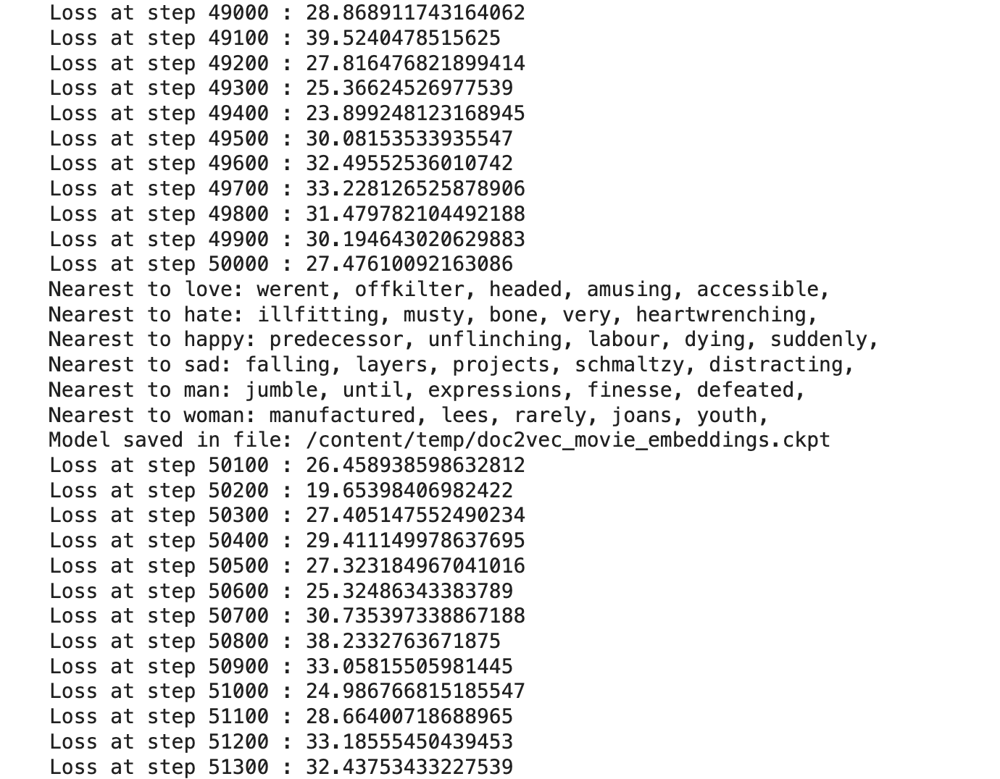 Loss at step 49000 : 28.868911743164062
Loss at step 49100 : 39.5240478515625
Loss at step 49200 : 27.816476821899414
Loss at step 49300 : 25.36624526977539
Loss at step 49400 : 23.899248123168945
Loss at step 49500 : 30.08153533935547
Loss at step 49600 : 32.49552536010742
Loss at step 49700 : 33.228126525878906
Loss at step 49800 : 31.479782104492188
Loss at step 49900 : 30.194643020629883
Loss at step 50000 : 27.47610092163086
Nearest to love: werent, offkilter, headed, amusing, accessible,
Nearest to hate: illfitting, musty, bone, very, heartwrenching,
Nearest to happy: predecessor, unflinching, labour, dying, suddenly,
Nearest to sad: falling, layers, projects, schmaltzy, distracting,
Nearest to man: jumble, until, expressions, finesse, defeated,
Nearest to woman: manufactured, lees, rarely, joans, youth,
Model saved in file: /content/temp/doc2vec_movie_embeddings.ckpt
Loss at step 50100 : 26.458938598632812
Loss at step 50200 : 19.65398406982422
Loss at step 50300 : 27.405147552490234
Loss at step 50400 : 29.411149978637695
Loss at step 50500 : 27.323184967041016
Loss at step 50600 : 25.32486343383789
Loss at step 50700 : 30.735397338867188
Loss at step 50800 : 38.2332763671875
Loss at step 50900 : 33.05815505981445
Loss at step 51000 : 24.986766815185547
Loss at step 51100 : 28.66400718688965
Loss at step 51200 : 33.18555450439453
Loss at step 51300 : 32.43753433227539